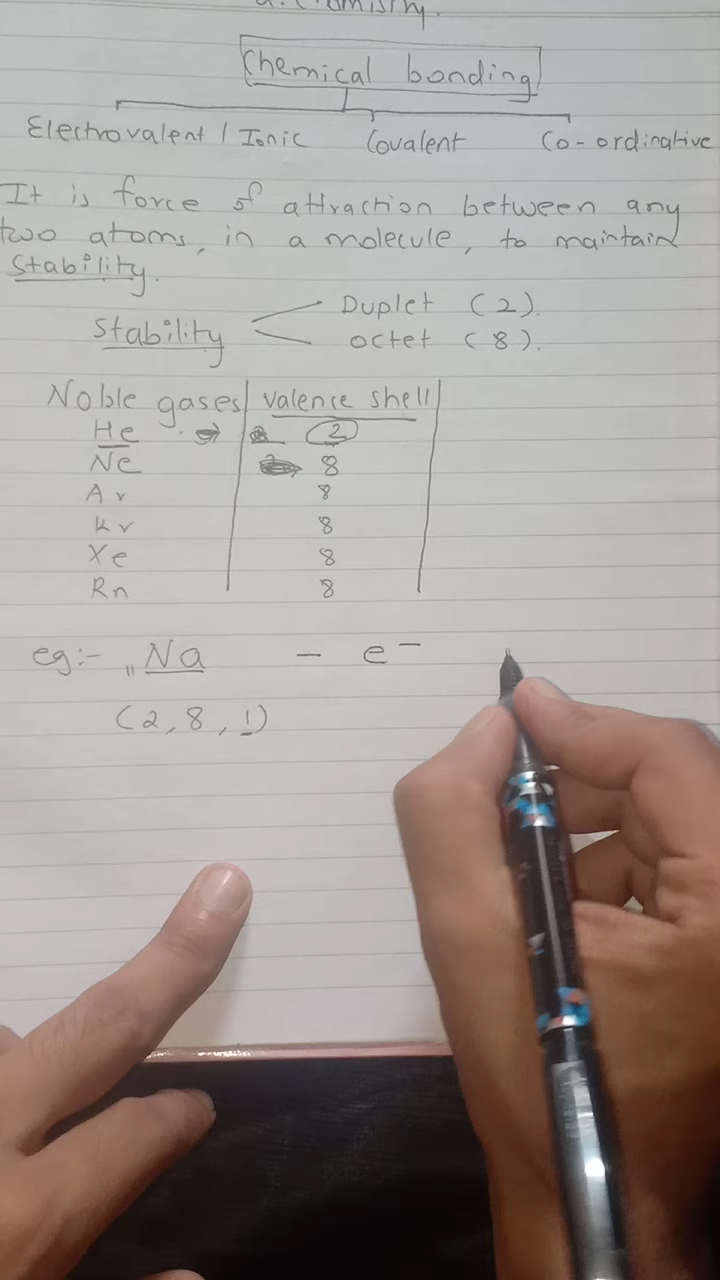 Chemical bonding
Electrovalent / Ionic Covalent Co-ordinative
It is force of attraction between any
two atoms, in a molecule, to maintain
stability.
Stability Duplet (2).
octet (8).
Noble gases valence shell
He 2
Ne 8
Ar 8
Kr 8
Xe 8
Rn 8
eg:- 11Na - e-
(2, 8, 1)